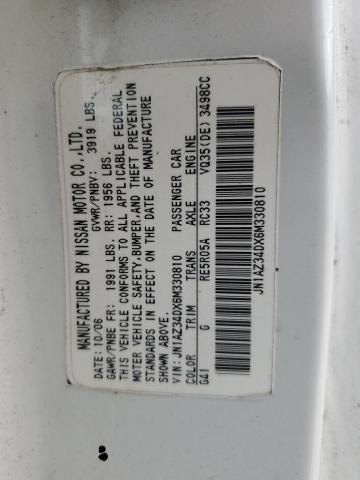 MANUFACTURED BY NISSAN MOTOR CO.,LTD.
DATE: 10/06 GVWR/PNBV: 3919 LBS.
GAWR/PNBE FR: 1991 LBS. RR: 1956 LBS.
THIS VEHICLE CONFORMS TO ALL APPLICABLE FEDERAL
MOTOR VEHICLE SAFETY,BUMPER,AND THEFT PREVENTION
STANDARDS IN EFFECT ON THE DATE OF MANUFACTURE
SHOWN ABOVE.
VIN: JN1AZ34DX6M330810 PASSENGER CAR
COLOR TRIM TRANS AXLE ENGINE
G41 G RE5R05A RC33 VQ35(DE) 3498CC
JN1AZ34DX6M330810